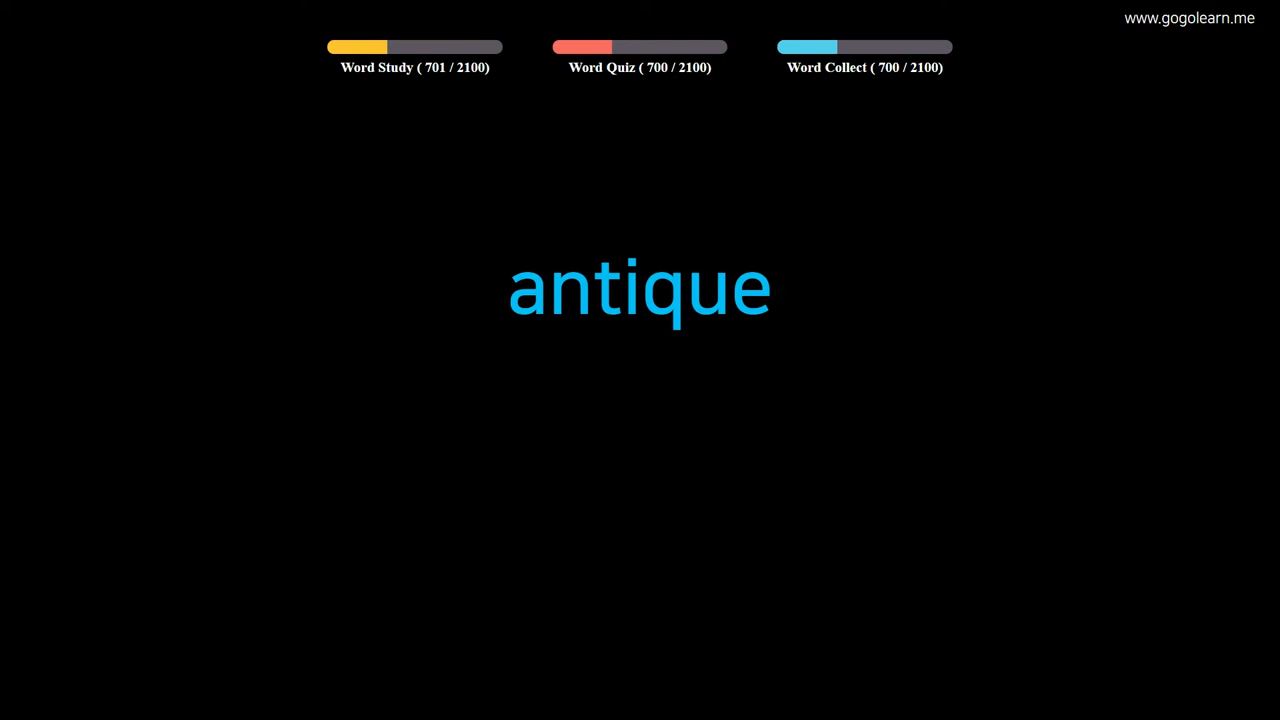 www.gogolearn.me
Word Study ( 701 / 2100)
Word Quiz ( 700 / 2100)
Word Collect ( 700 / 2100)
antique